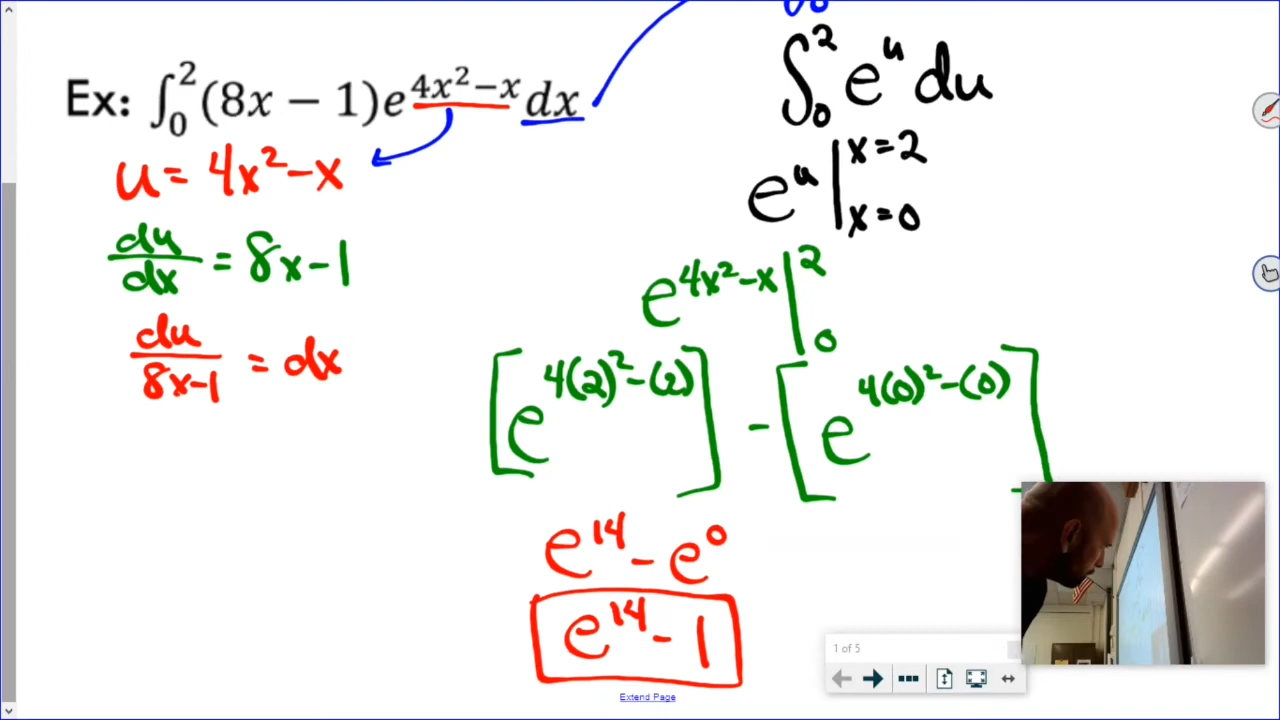 Ex: ∫₀² (8x − 1)e^{4x²−x} dx
u = 4x² − x
du/dx = 8x − 1
du/(8x−1) = dx
∫₀² e^u du
e^u |_{x=0}^{x=2}
e^{4x²−x} |₀²
[e^{4(2)²−(2)}] − [e^{4(0)²−(0)}]
e^{14} − e^0
e^{14} − 1
1 of 5
Extend Page